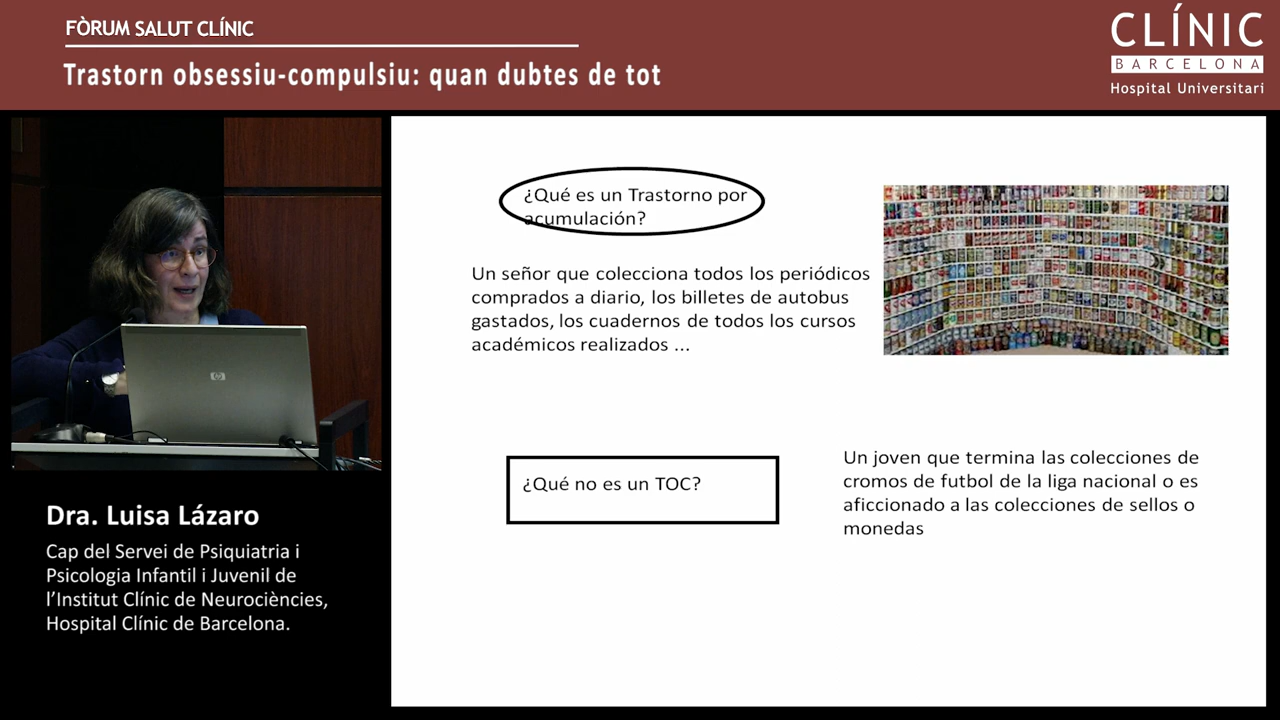 FÒRUM SALUT CLÍNIC
Trastorn obsessiu-compulsiu: quan dubtes de tot
CLÍNIC
BARCELONA
Hospital Universitari
¿Qué es un Trastorno por
acumulación?
Un señor que colecciona todos los periódicos
comprados a diario, los billetes de autobus
gastados, los cuadernos de todos los cursos
académicos realizados ...
¿Qué no es un TOC?
Un joven que termina las colecciones de
cromos de futbol de la liga nacional o es
aficcionado a las colecciones de sellos o
monedas
hp
Dra. Luisa Lázaro
Cap del Servei de Psiquiatria i
Psicologia Infantil i Juvenil de
l’Institut Clínic de Neurociències,
Hospital Clínic de Barcelona.